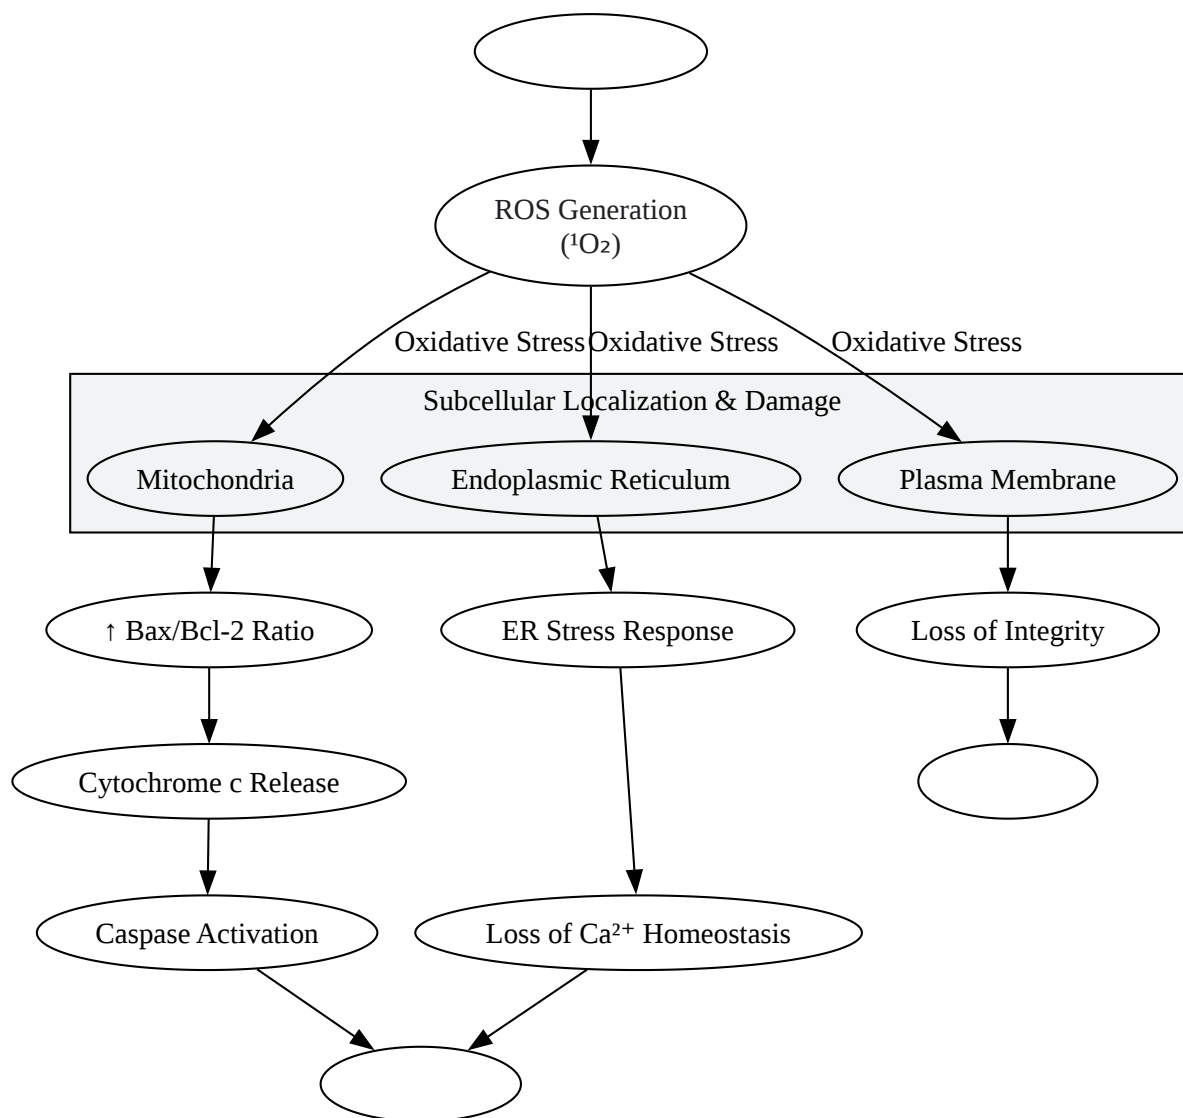 ROS Generation
(¹O₂)
Oxidative Stress
Oxidative Stress
Oxidative Stress
Subcellular Localization & Damage
Mitochondria
Endoplasmic Reticulum
Plasma Membrane
↑ Bax/Bcl-2 Ratio
ER Stress Response
Loss of Integrity
Cytochrome c Release
Caspase Activation
Loss of Ca²⁺ Homeostasis